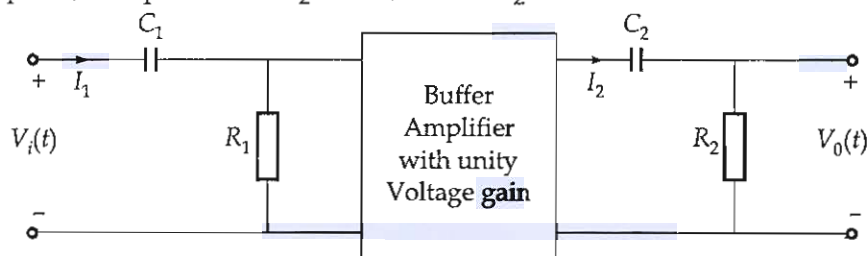 C₁
C₂
+ I₁
I₂
+
Vᵢ(t)
R₁
Buffer
Amplifier
with unity
Voltage gain
R₂
V₀(t)
−
−